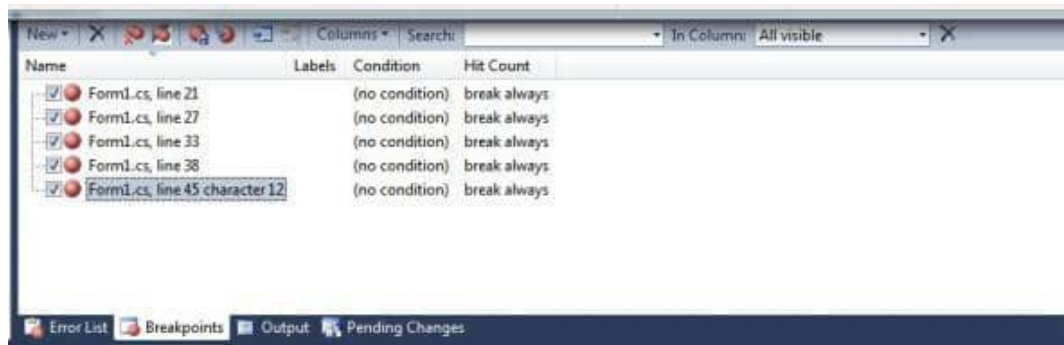 New Columns Search: In Column: All visible
Name Labels Condition Hit Count
Form1.cs, line 21 (no condition) break always
Form1.cs, line 27 (no condition) break always
Form1.cs, line 33 (no condition) break always
Form1.cs, line 38 (no condition) break always
Form1.cs, line 45 character 12 (no condition) break always
Error List Breakpoints Output Pending Changes